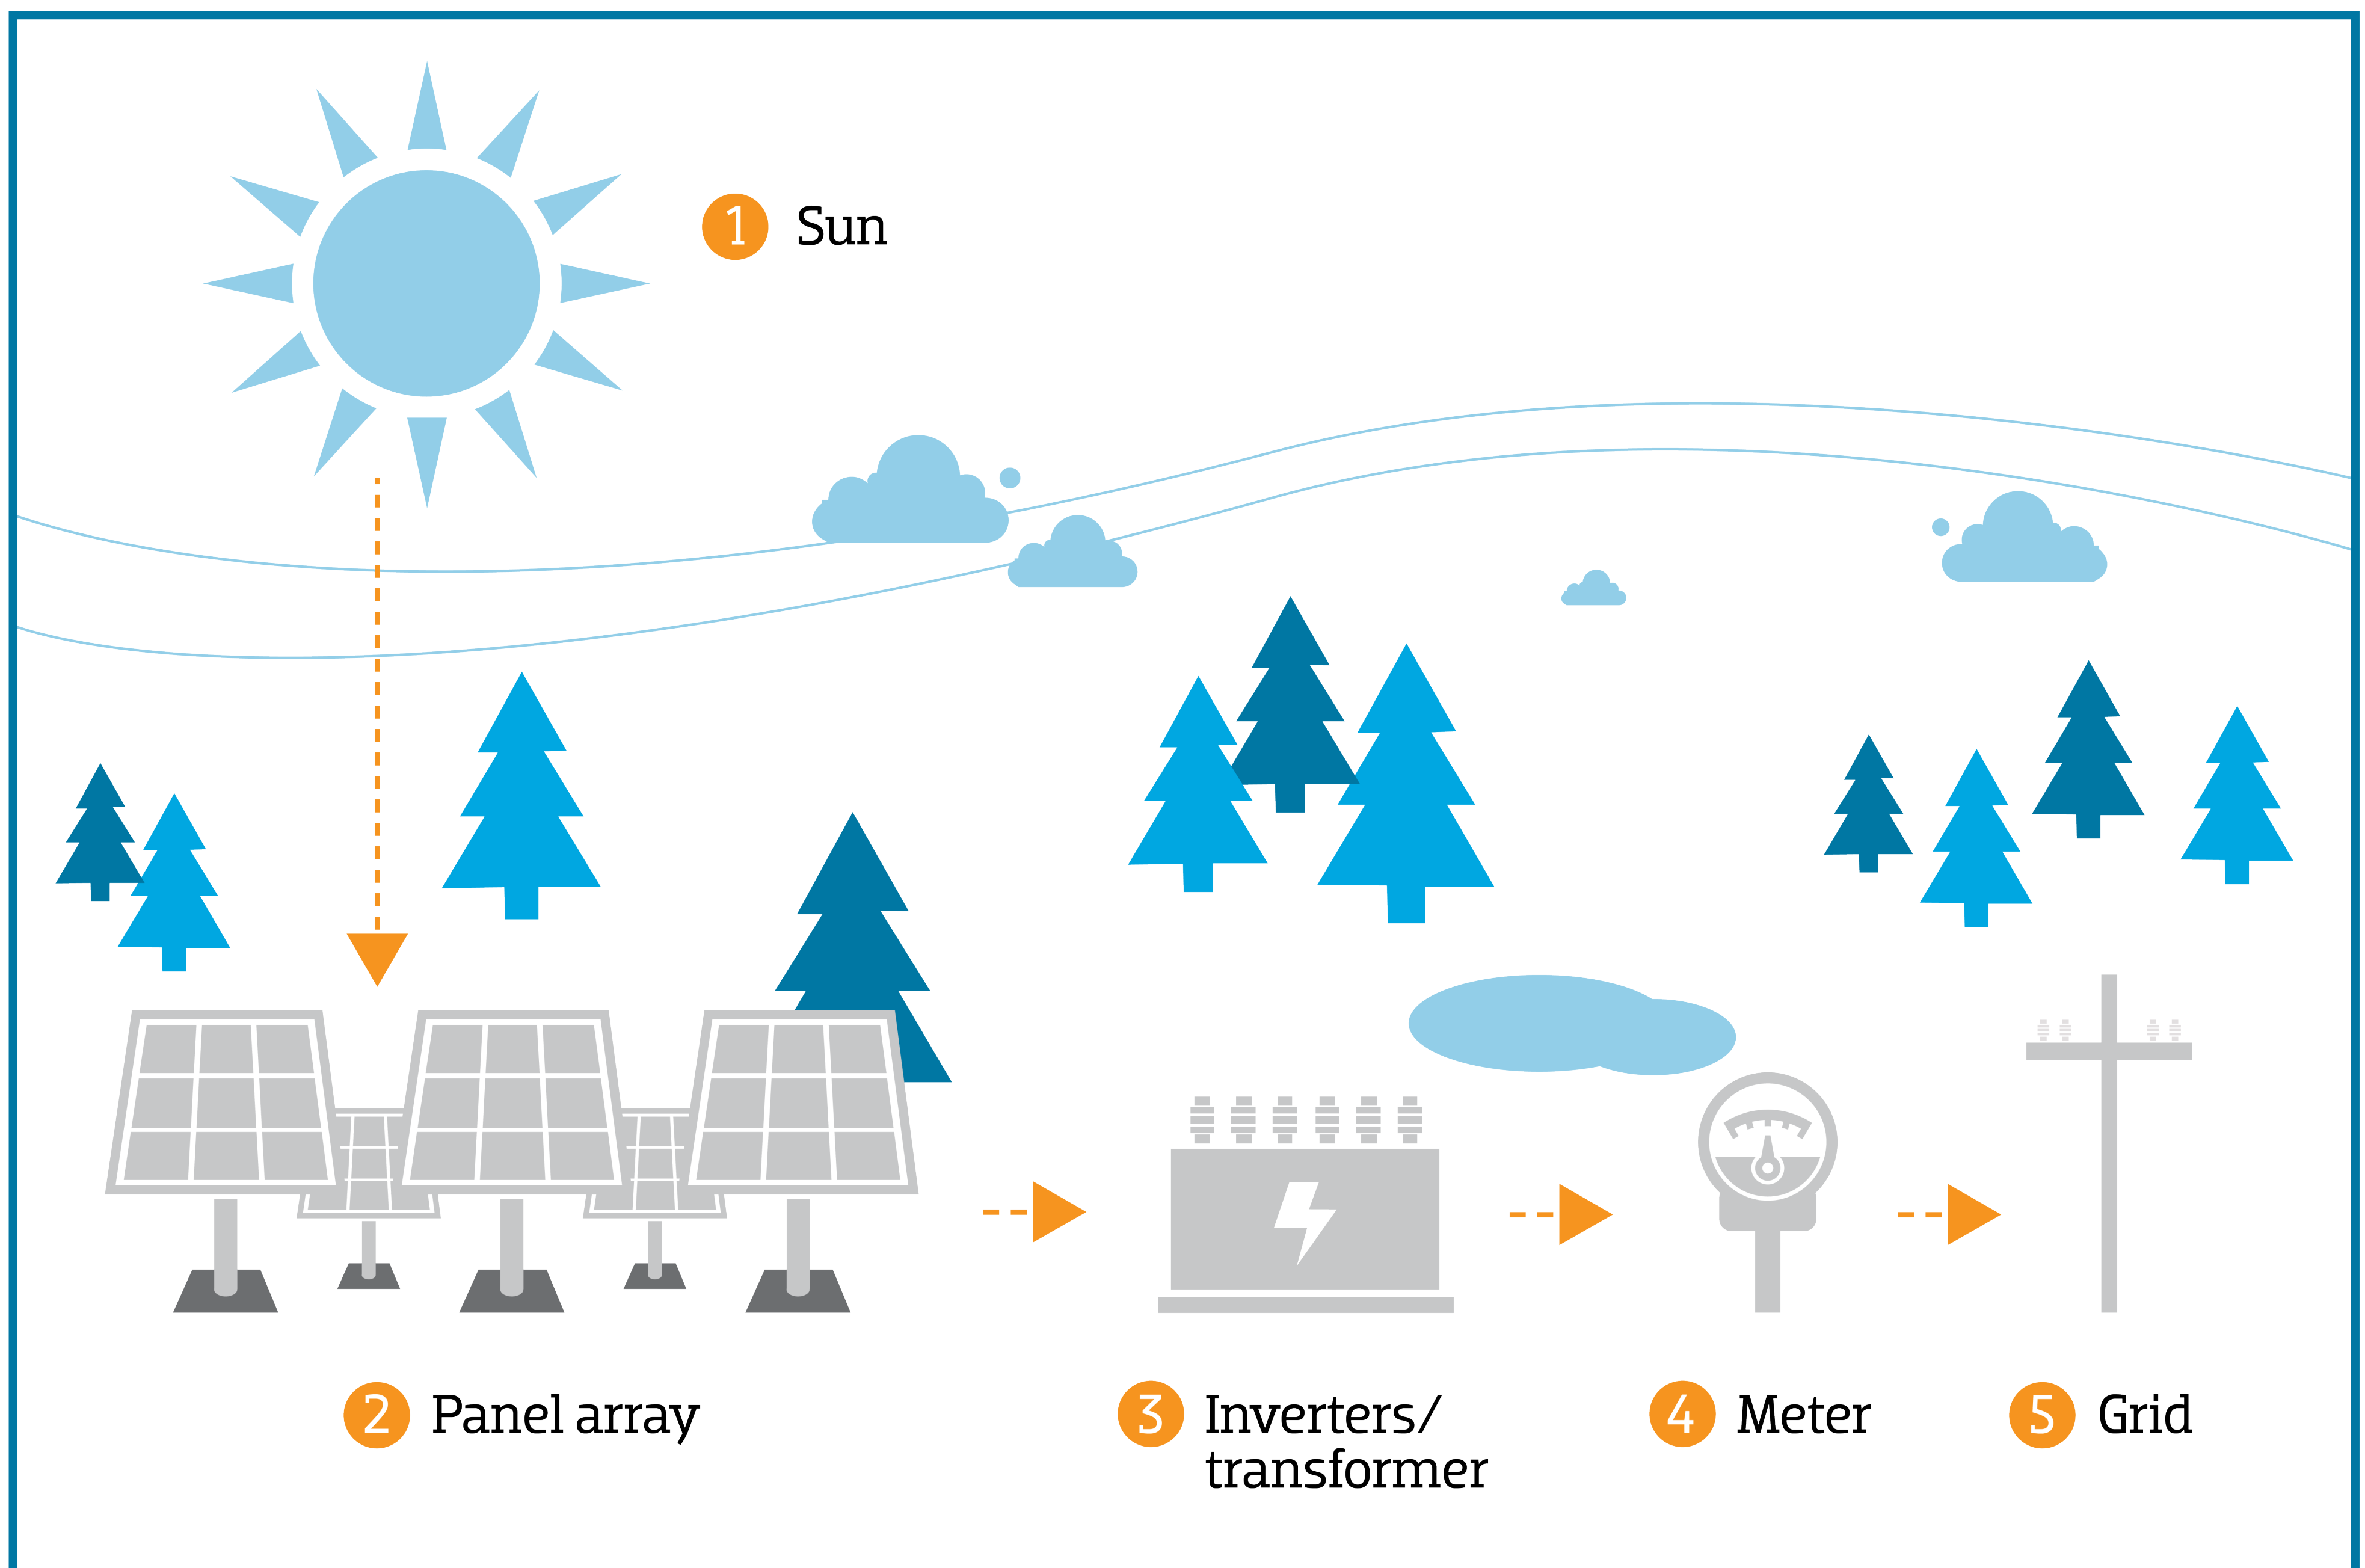 1 Sun
2 Panel array
3 Inverters/
transformer
4 Meter
5 Grid